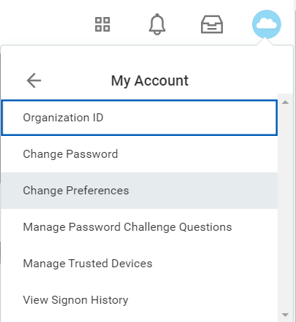 My Account
Organization ID
Change Password
Change Preferences
Manage Password Challenge Questions
Manage Trusted Devices
View Signon History